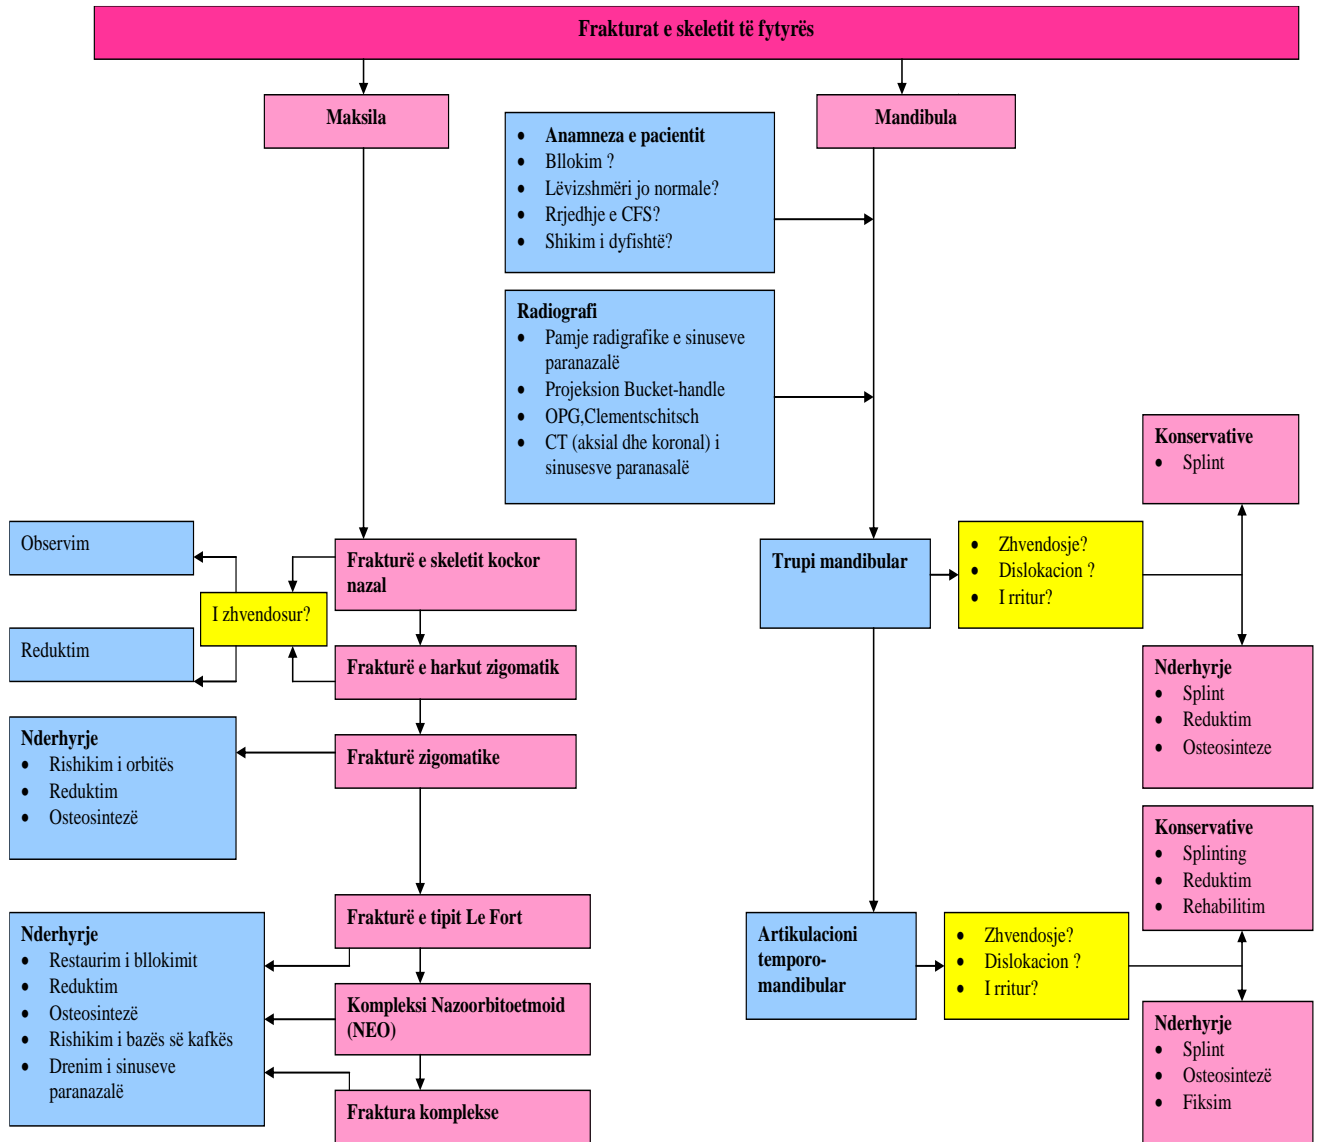 Frakturat e skeletit të fytyrës
Maksila
Mandibula
• Anamneza e pacientit
• Bllokim ?
• Lëvizshmëri jo normale?
• Rrjedhje e CFS?
• Shikim i dyfishtë?
Radiografi
• Pamje radigrafike e sinuseve
paranazalë
• Projeksion Bucket-handle
• OPG,Clementschitsch
• CT (aksial dhe koronal) i
sinusesve paranasalë
Konservative
• Splint
Observim
Frakturë e skeletit kockor
nazal
I zhvendosur?
Reduktim
Frakturë e harkut zigomatik
Trupi mandibular
• Zhvendosje?
• Dislokacion ?
• I rritur?
Nderhyrje
• Splint
• Reduktim
• Osteosinteze
Nderhyrje
• Rishikim i orbitës
• Reduktim
• Osteosintezë
Frakturë zigomatike
Konservative
• Splinting
• Reduktim
• Rehabilitim
Frakturë e tipit Le Fort
Nderhyrje
• Restaurim i bllokimit
• Reduktim
• Osteosintezë
• Rishikim i bazës së kafkës
• Drenim i sinuseve
paranazalë
Kompleksi Nazoorbitoetmoid
(NEO)
Fraktura komplekse
Artikulacioni
temporo-
mandibular
• Zhvendosje?
• Dislokacion ?
• I rritur?
Nderhyrje
• Splint
• Osteosintezë
• Fiksim